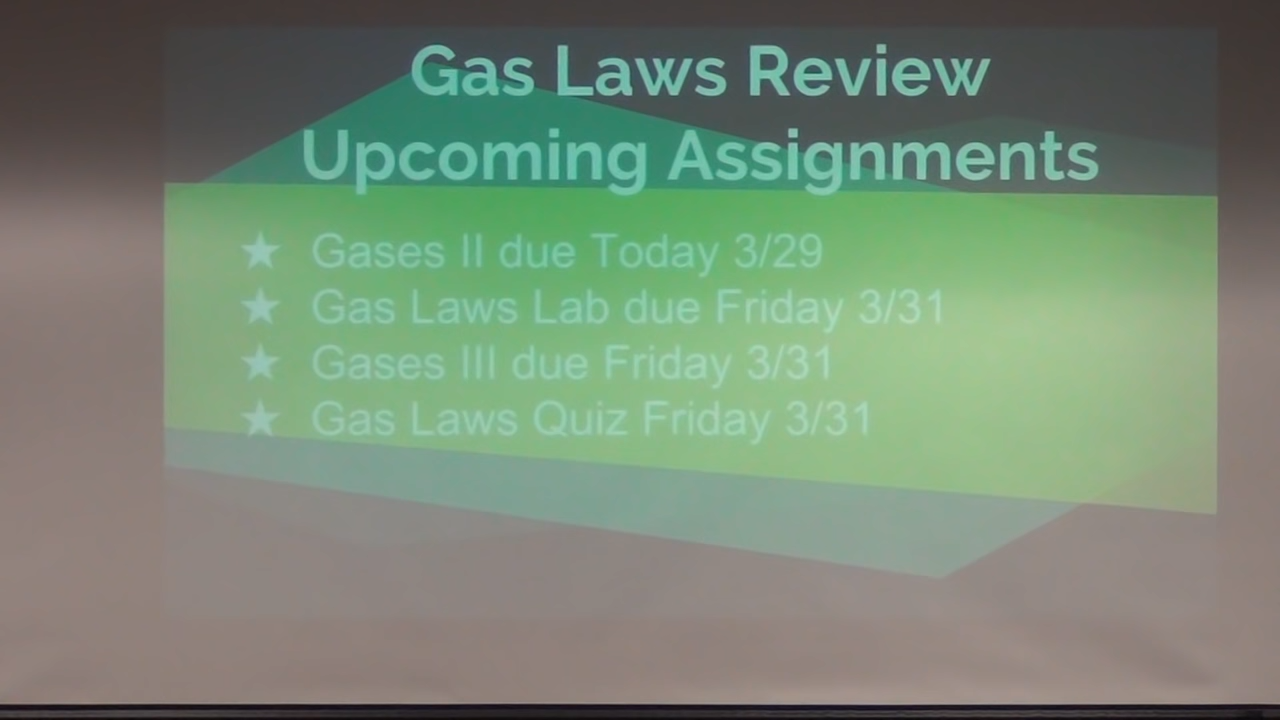 Gas Laws Review
Upcoming Assignments
★ Gases II due Today 3/29
★ Gas Laws Lab due Friday 3/31
★ Gases III due Friday 3/31
★ Gas Laws Quiz Friday 3/31